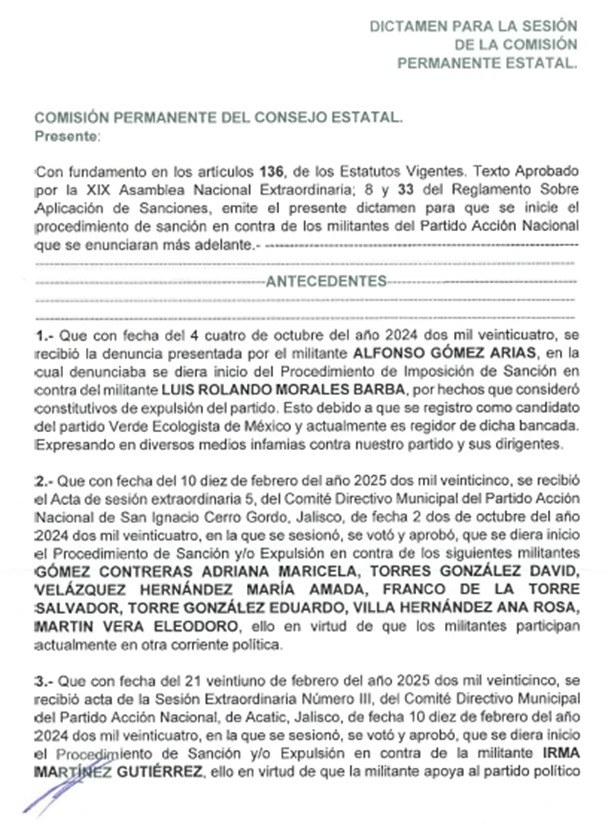 DICTAMEN PARA LA SESIÓN
DE LA COMISIÓN
PERMANENTE ESTATAL.
COMISIÓN PERMANENTE DEL CONSEJO ESTATAL.
Presente:
Con fundamento en los artículos 136, de los Estatutos Vigentes. Texto Aprobado
por la XIX Asamblea Nacional Extraordinaria; 8 y 33 del Reglamento Sobre
Aplicación de Sanciones, emite el presente dictamen para que se inicie el
procedimiento de sanción en contra de los militantes del Partido Acción Nacional
que se enunciaran más adelante.- ----------------------------------------
--------------------------------------------------------------------------------
-----------------------------------ANTECEDENTES-----------------------------------
--------------------------------------------------------------------------------
--------------------------------------------------------------------------------
1.- Que con fecha del 4 cuatro de octubre del año 2024 dos mil veinticuatro, se
recibió la denuncia presentada por el militante ALFONSO GÓMEZ ARIAS, en la
cual denunciaba se diera inicio del Procedimiento de Imposición de Sanción en
contra del militante LUIS ROLANDO MORALES BARBA, por hechos que consideró
constitutivos de expulsión del partido. Esto debido a que se registro como candidato
del partido Verde Ecologista de México y actualmente es regidor de dicha bancada.
Expresando en diversos medios infamias contra nuestro partido y sus dirigentes.
2.- Que con fecha del 10 diez de febrero del año 2025 dos mil veinticinco, se recibió
el Acta de sesión extraordinaria 5, del Comité Directivo Municipal del Partido Acción
Nacional de San Ignacio Cerro Gordo, Jalisco, de fecha 2 dos de octubre del año
2024 dos mil veinticuatro, en la que se sesionó, se votó y aprobó, que se diera inicio
el Procedimiento de Sanción y/o Expulsión en contra de los siguientes militantes
GÓMEZ CONTRERAS ADRIANA MARICELA, TORRES GONZÁLEZ DAVID,
VELÁZQUEZ HERNÁNDEZ MARÍA AMADA, FRANCO DE LA TORRE
SALVADOR, TORRE GONZÁLEZ EDUARDO, VILLA HERNÁNDEZ ANA ROSA,
MARTIN VERA ELEODORO, ello en virtud de que los militantes participan
actualmente en otra corriente política.
3.- Que con fecha del 21 veintiuno de febrero del año 2025 dos mil veinticinco, se
recibió acta de la Sesión Extraordinaria Número III, del Comité Directivo Municipal
del Partido Acción Nacional, de Acatic, Jalisco, de fecha 10 diez de febrero del año
2024 dos mil veinticuatro, en la que se sesionó, se votó y aprobó, que se diera inicio
el Procedimiento de Sanción y/o Expulsión en contra de la militante IRMA
MARTÍNEZ GUTIÉRREZ, ello en virtud de que la militante apoya al partido político